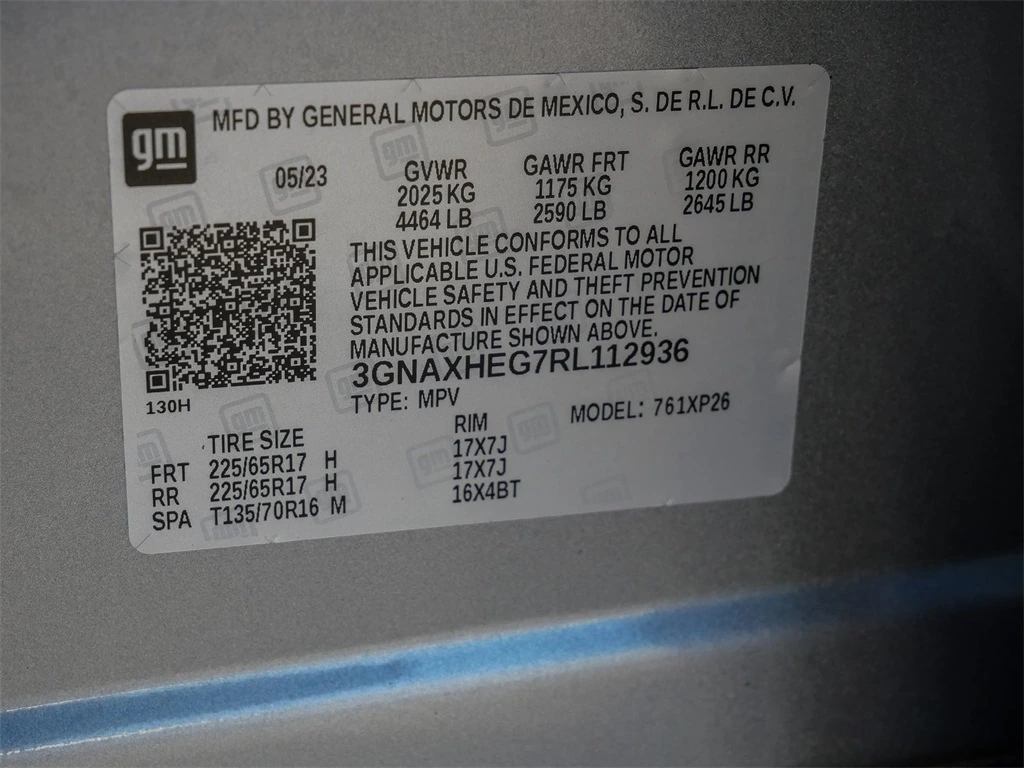 gm
MFD BY GENERAL MOTORS DE MEXICO, S. DE R.L. DE C.V.
05/23
GVWR GAWR FRT GAWR RR
2025 KG 1175 KG 1200 KG
4464 LB 2590 LB 2645 LB
THIS VEHICLE CONFORMS TO ALL
APPLICABLE U.S. FEDERAL MOTOR
VEHICLE SAFETY AND THEFT PREVENTION
STANDARDS IN EFFECT ON THE DATE OF
MANUFACTURE SHOWN ABOVE.
3GNAXHEG7RL112936
130H
TYPE: MPV MODEL: 761XP26
TIRE SIZE RIM
FRT 225/65R17 H 17X7J
RR 225/65R17 H 17X7J
SPA T135/70R16 M 16X4BT